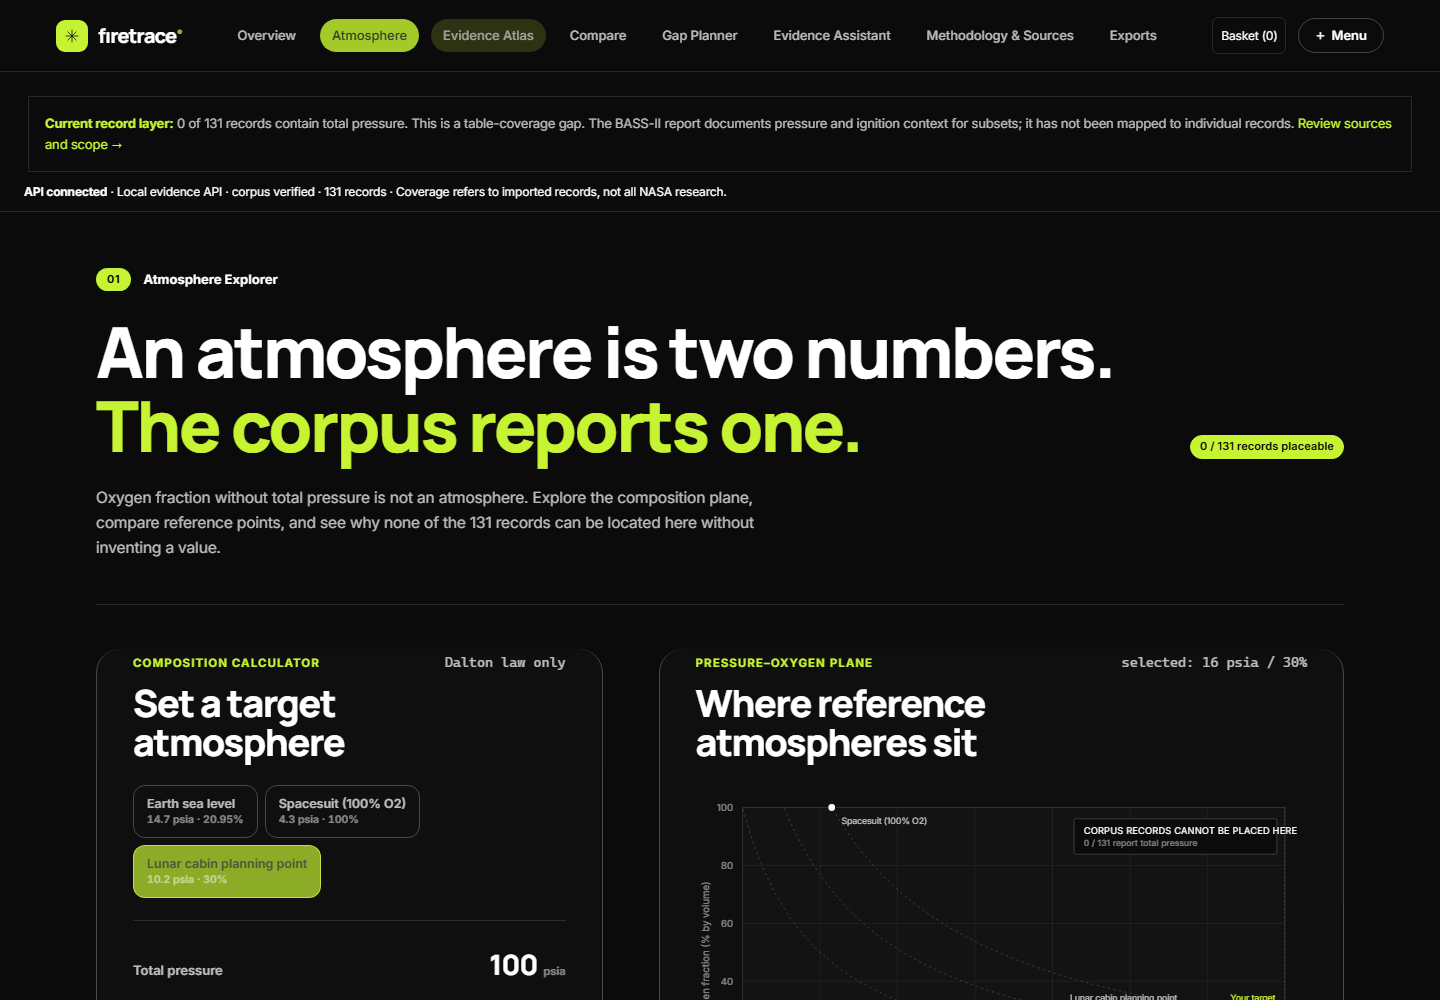 firetrace
Overview
Atmosphere
Evidence Atlas
Compare
Gap Planner
Evidence Assistant
Methodology & Sources
Exports
Basket (0)
+ Menu
Current record layer: 0 of 131 records contain total pressure. This is a table-coverage gap. The BASS-II report documents pressure and ignition context for subsets; it has not been mapped to individual records. Review sources
and scope →
API connected · Local evidence API · corpus verified · 131 records · Coverage refers to imported records, not all NASA research.
01 Atmosphere Explorer
An atmosphere is two numbers.
The corpus reports one.
0 / 131 records placeable
Oxygen fraction without total pressure is not an atmosphere. Explore the composition plane,
compare reference points, and see why none of the 131 records can be located here without
inventing a value.
COMPOSITION CALCULATOR
Dalton law only
Set a target
atmosphere
Earth sea level
14.7 psia · 20.95%
Spacesuit (100% O2)
4.3 psia · 100%
Lunar cabin planning point
10.2 psia · 30%
Total pressure
100 psia
PRESSURE–OXYGEN PLANE
selected: 16 psia / 30%
Where reference
atmospheres sit
100
Spacesuit (100% O2)
CORPUS RECORDS CANNOT BE PLACED HERE
0 / 131 report total pressure
80
60
en fraction (% by volume)
40
Lunar cabin planning point
Your target